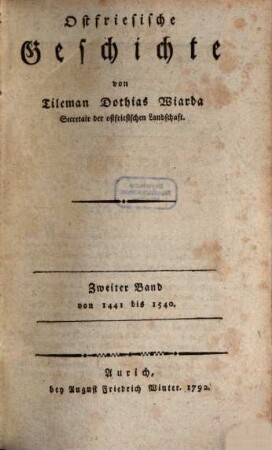 Ostfriesische
Geschichte
von
Tileman Dothias Wiarda
Secretair der ostfriesischen Landschaft.
Zweiter Band
von 1441 bis 1540.
Aurich,
bey August Friedrich Winter. 1792.